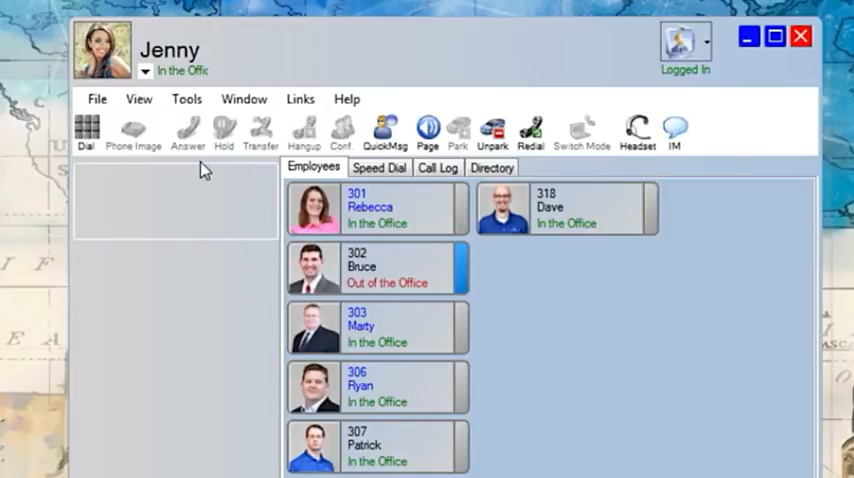 Jenny
In the Offic
Logged In
File View Tools Window Links Help
Dial Phone Image Answer Hold Transfer Hangup Conf. QuickMsg Page Park Unpark Redial Switch Mode Headset IM
Employees Speed Dial Call Log Directory
301
Rebecca
In the Office
318
Dave
In the Office
302
Bruce
Out of the Office
303
Marty
In the Office
306
Ryan
In the Office
307
Patrick
In the Office
I F
E A